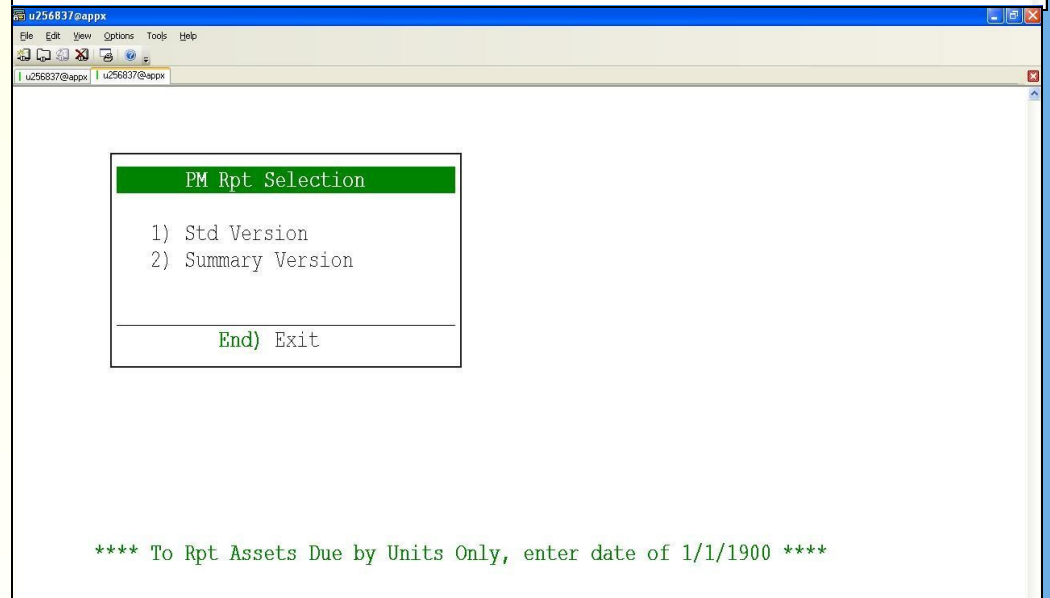 u256837@appx
File Edit View Options Tools Help
u256837@appx u256837@appx
PM Rpt Selection
1) Std Version
2) Summary Version
End) Exit
**** To Rpt Assets Due by Units Only, enter date of 1/1/1900 ****